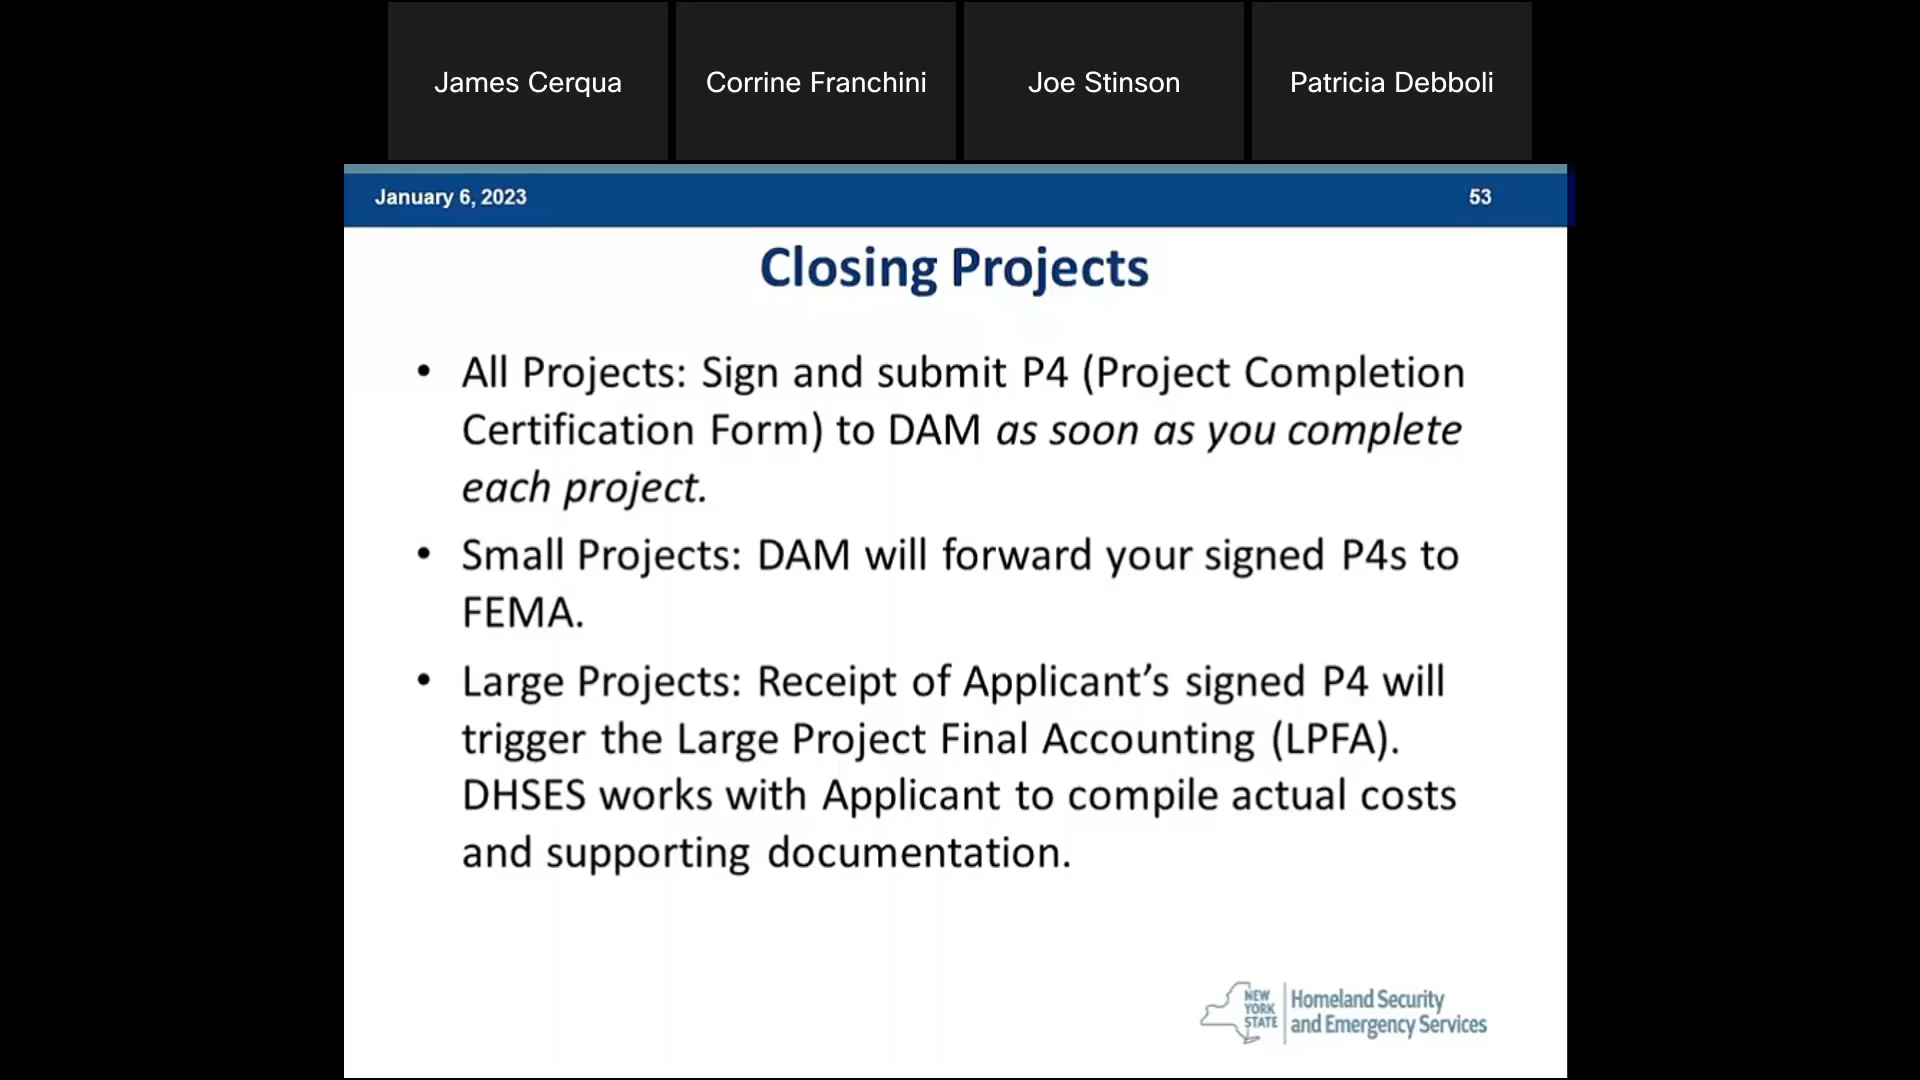 James Cerqua
Corrine Franchini
Joe Stinson
Patricia Debboli
January 6, 2023
53
Closing Projects
• All Projects: Sign and submit P4 (Project Completion
Certification Form) to DAM as soon as you complete
each project.
• Small Projects: DAM will forward your signed P4s to
FEMA.
• Large Projects: Receipt of Applicant’s signed P4 will
trigger the Large Project Final Accounting (LPFA).
DHSES works with Applicant to compile actual costs
and supporting documentation.
NEW
YORK
STATE
Homeland Security
and Emergency Services